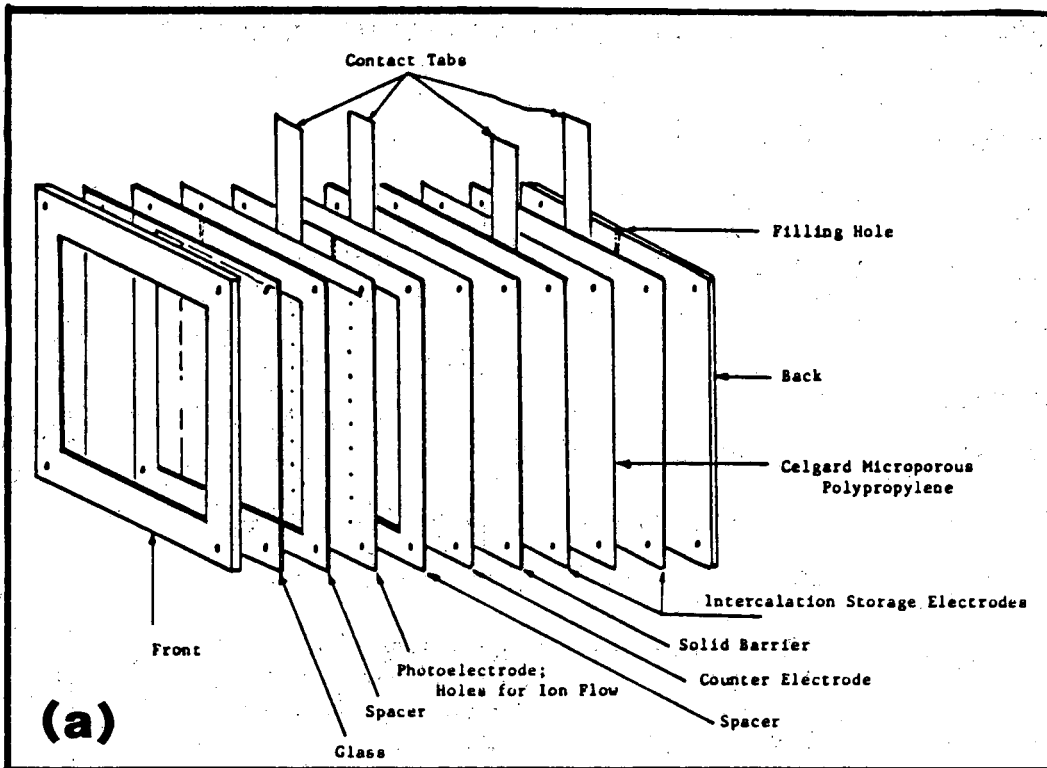 Contact Tabs
Filling Hole
Back
Celgard Microporous
Polypropylene
Intercalation Storage Electrodes
Solid Barrier
Counter Electrode
Spacer
Photoelectrode;
Holes for Ion Flow
Spacer
Glass
Front
(a)